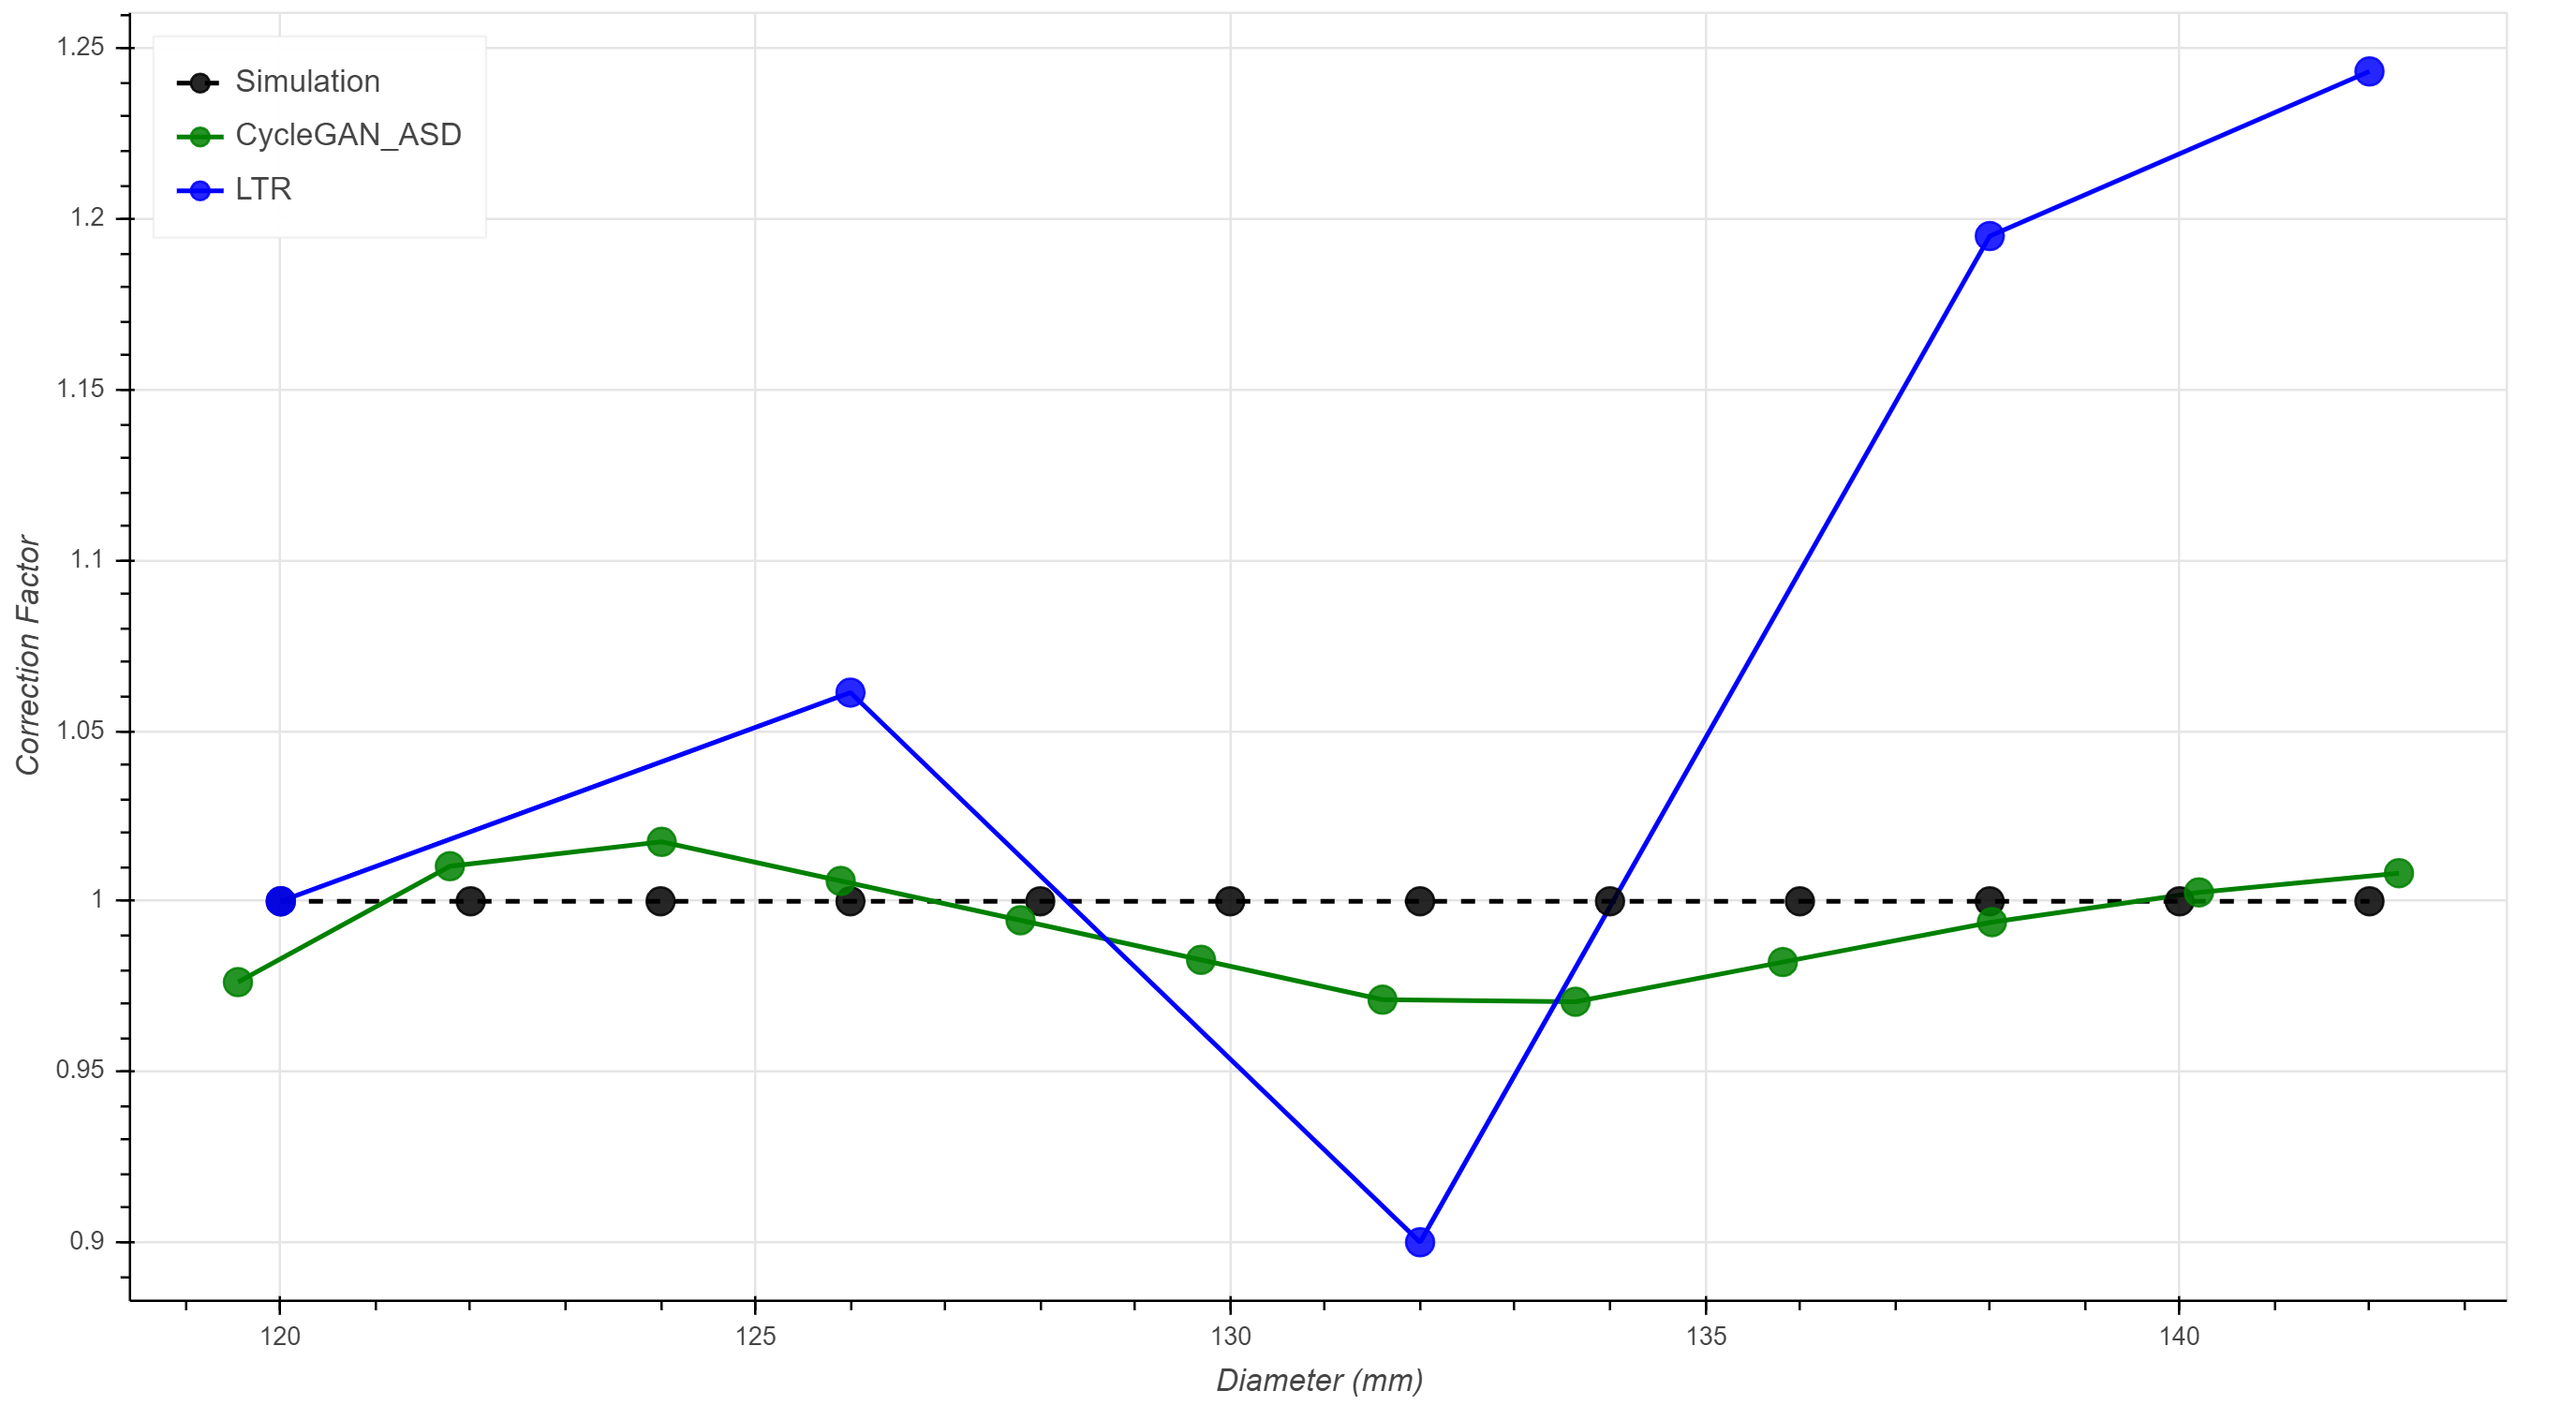 Simulation
CycleGAN_ASD
LTR
1.25
1.2
1.15
1.1
1.05
1
0.95
0.9
Correction Factor
120 125 130 135 140
Diameter (mm)